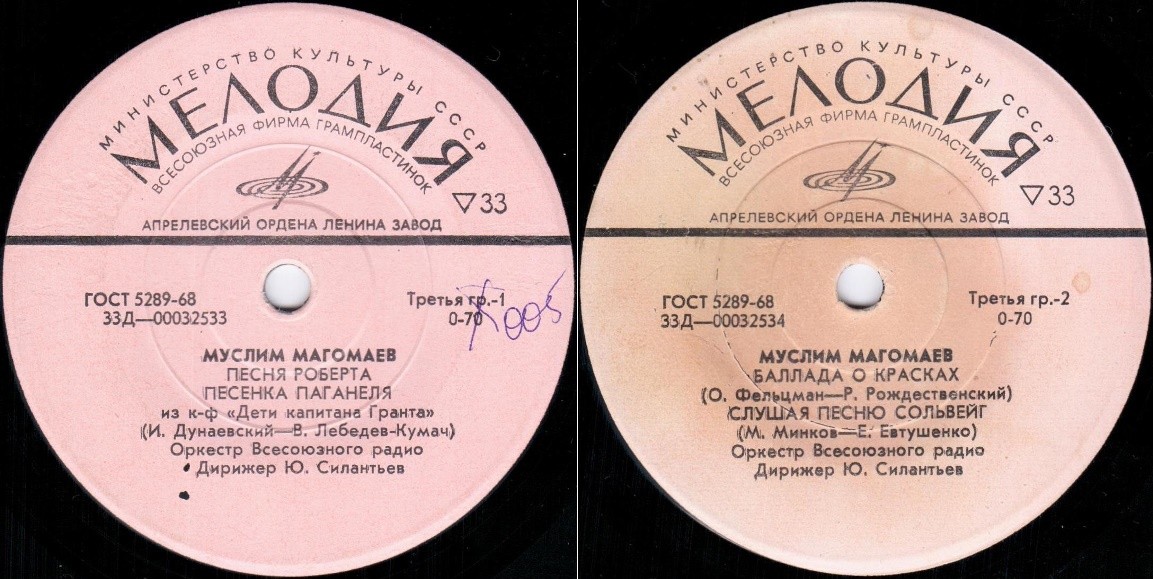 МИНИСТЕРСТВО КУЛЬТУРЫ СССР
МЕЛОДИЯ
ВСЕСОЮЗНАЯ ФИРМА ГРАМПЛАСТИНОК
▽33
АПРЕЛЕВСКИЙ ОРДЕНА ЛЕНИНА ЗАВОД
ГОСТ 5289-68
Третья гр.-1
33Д—00032533
0-70
МУСЛИМ МАГОМАЕВ
ПЕСНЯ РОБЕРТА
ПЕСЕНКА ПАГАНЕЛЯ
из к-ф «Дети капитана Гранта»
(И. Дунаевский—В. Лебедев-Кумач)
Оркестр Всесоюзного радио
Дирижер Ю. Силантьев
МИНИСТЕРСТВО КУЛЬТУРЫ СССР
МЕЛОДИЯ
ВСЕСОЮЗНАЯ ФИРМА ГРАМПЛАСТИНОК
▽33
АПРЕЛЕВСКИЙ ОРДЕНА ЛЕНИНА ЗАВОД
ГОСТ 5289-68
Третья гр.-2
33Д—00032534
0-70
МУСЛИМ МАГОМАЕВ
БАЛЛАДА О КРАСКАХ
(О. Фельцман—Р. Рождественский)
СЛУШАЯ ПЕСНЮ СОЛЬВЕЙГ
(М. Минков—Е. Евтушенко)
Оркестр Всесоюзного радио
Дирижер Ю. Силантьев